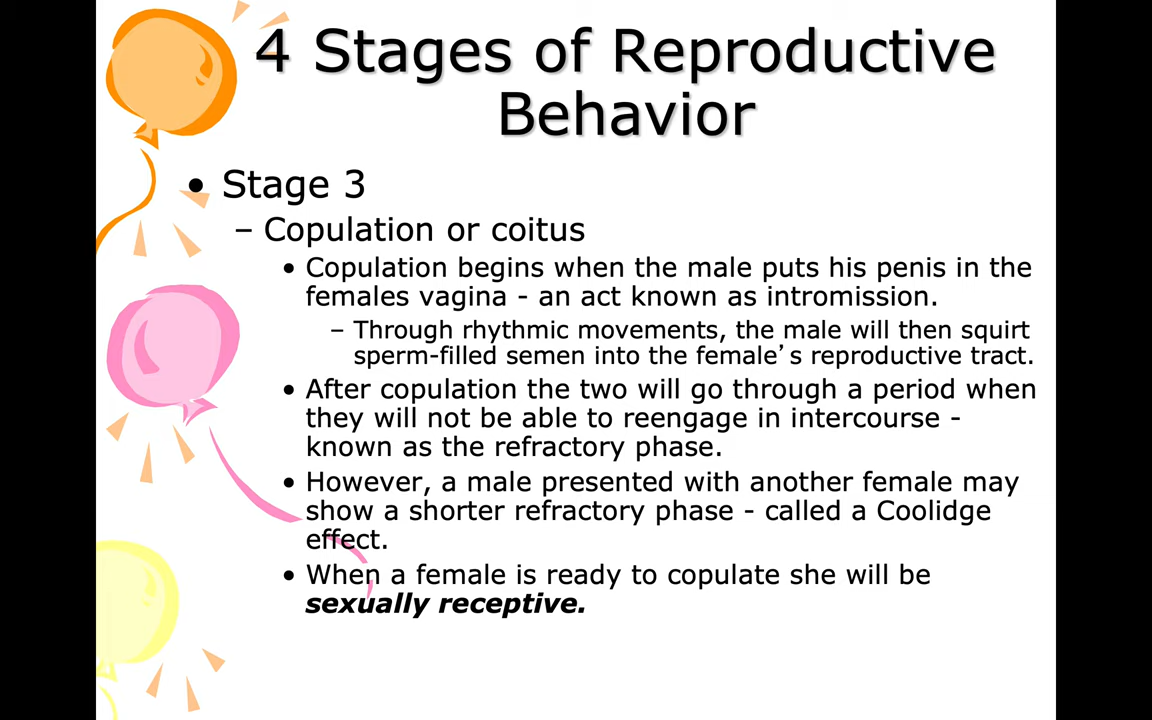 4 Stages of Reproductive
Behavior
• Stage 3
– Copulation or coitus
• Copulation begins when the male puts his penis in the
females vagina - an act known as intromission.
– Through rhythmic movements, the male will then squirt
sperm-filled semen into the female’s reproductive tract.
• After copulation the two will go through a period when
they will not be able to reengage in intercourse -
known as the refractory phase.
• However, a male presented with another female may
show a shorter refractory phase - called a Coolidge
effect.
• When a female is ready to copulate she will be
sexually receptive.